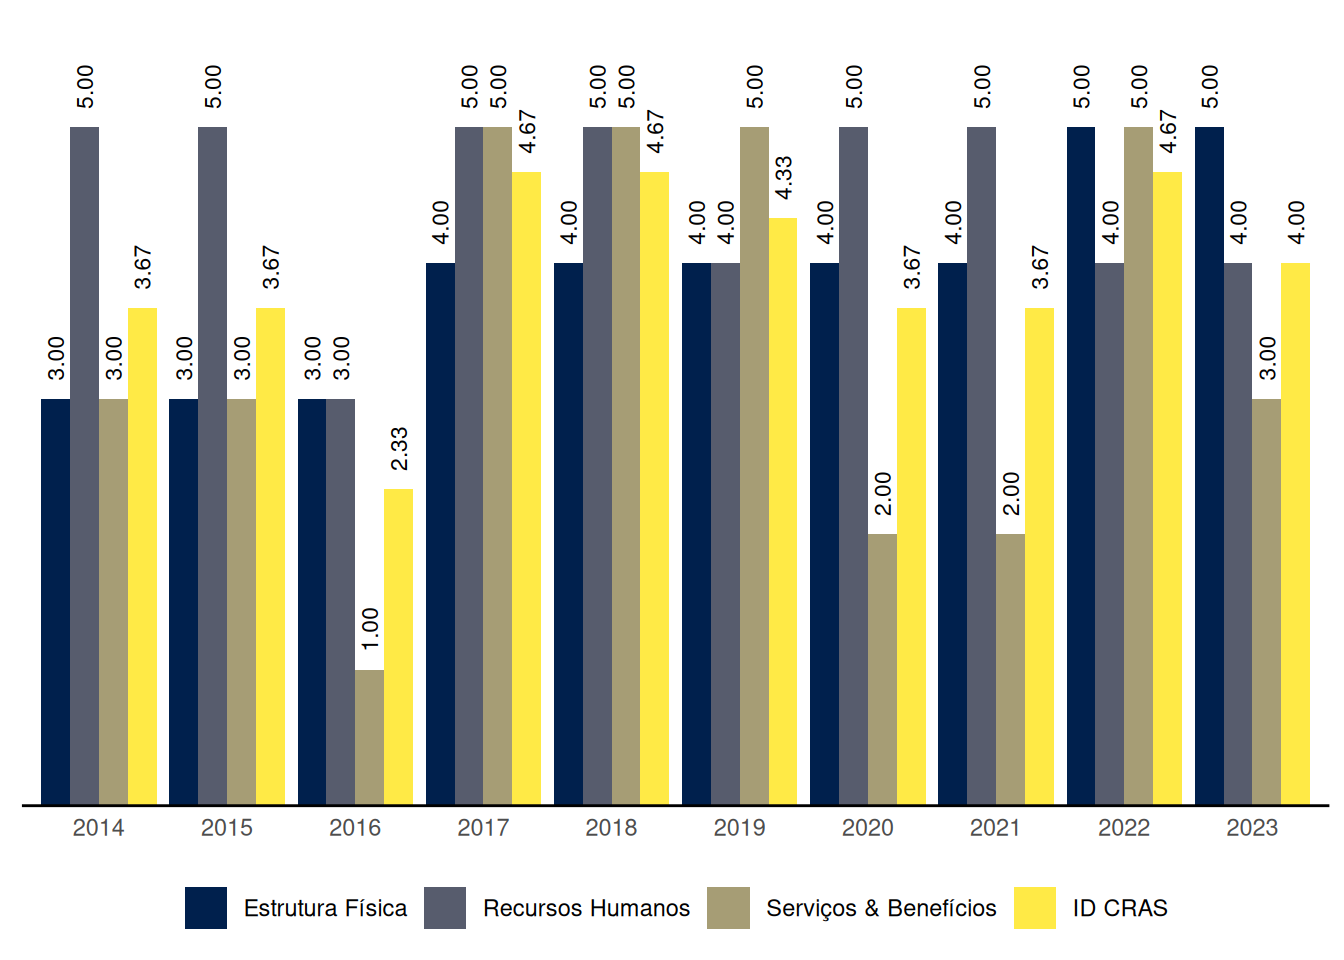 3.00 5.00 3.00 3.67
3.00 5.00 3.00 3.67
3.00 3.00 1.00 2.33
4.00 5.00 5.00 4.67
4.00 5.00 5.00 4.67
4.00 4.00 5.00 4.33
4.00 5.00 2.00 3.67
4.00 5.00 2.00 3.67
5.00 4.00 5.00 4.67
5.00 4.00 3.00 4.00
2014 2015 2016 2017 2018 2019 2020 2021 2022 2023
Estrutura Física Recursos Humanos Serviços & Benefícios ID CRAS